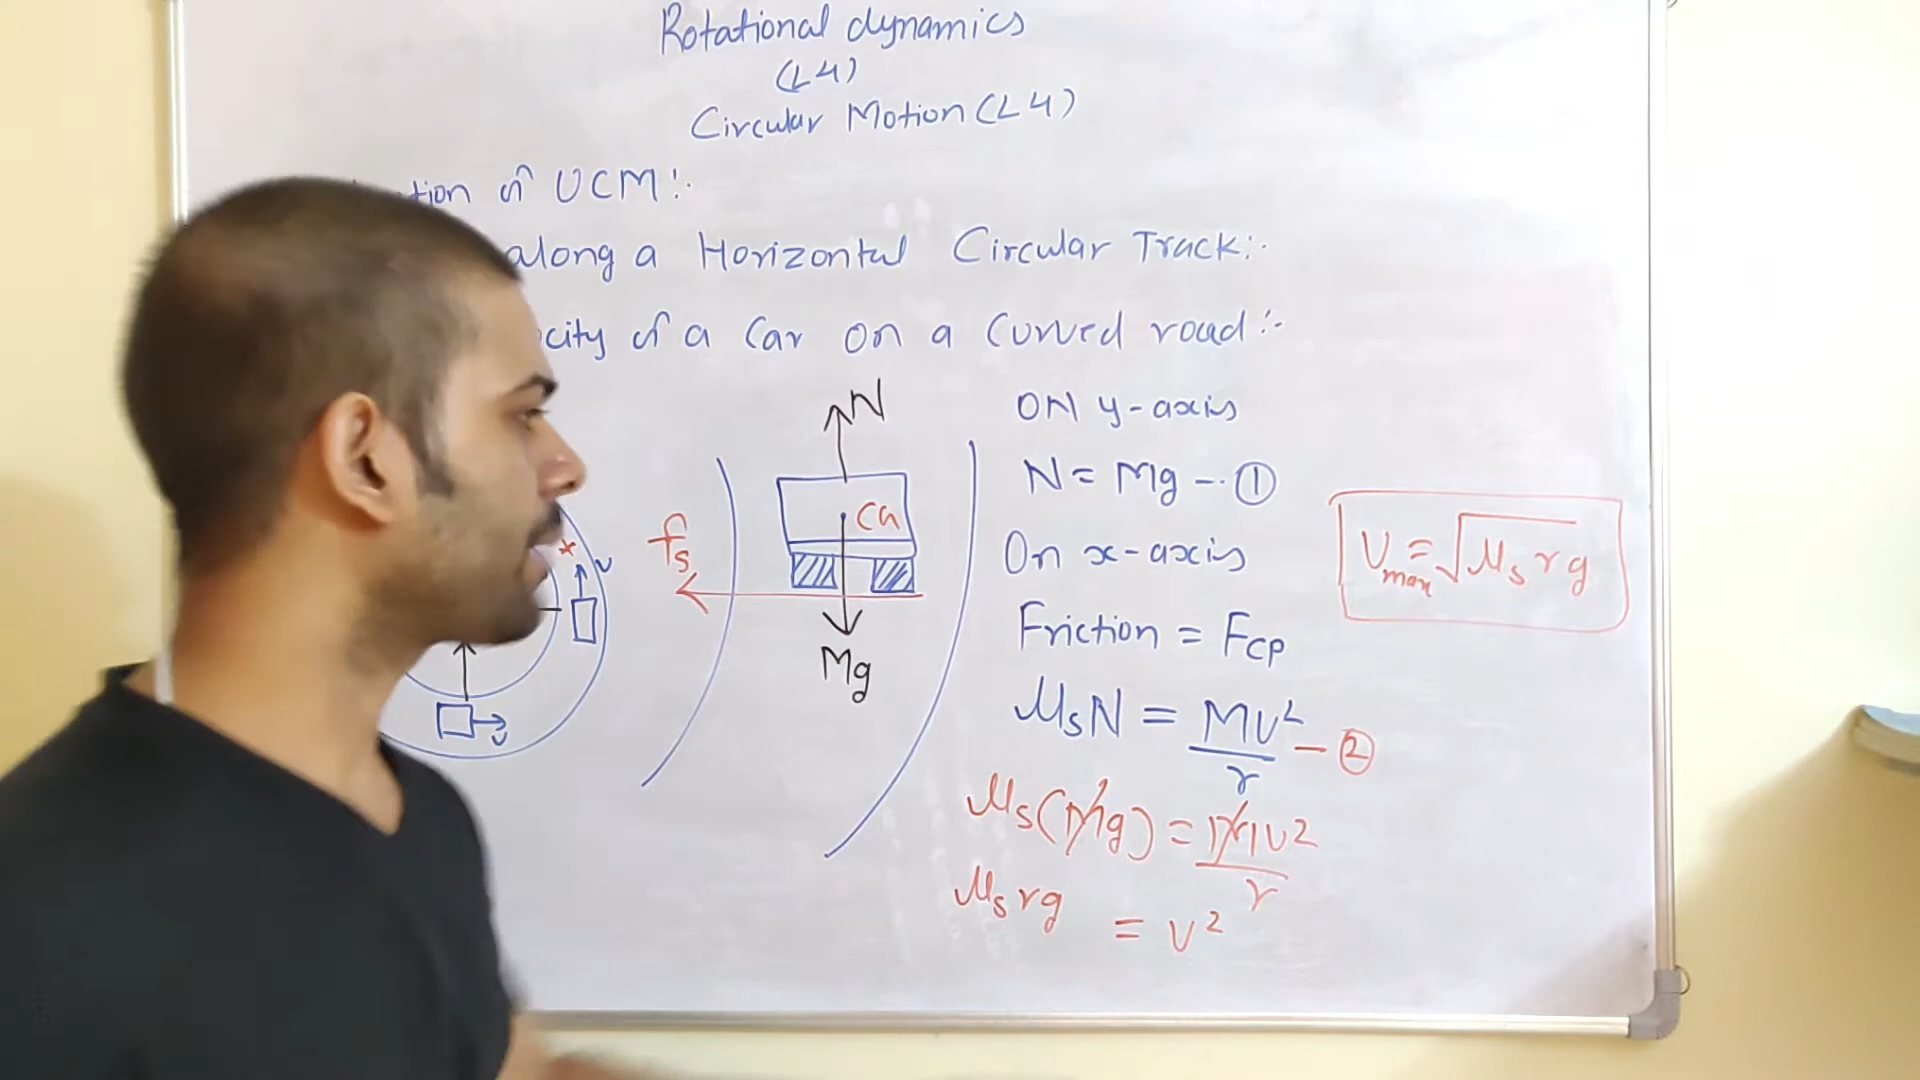 Rotational dynamics
(L4)
Circular Motion (L4)
tion of UCM:.
along a Horizontal Circular Track:.
city of a Car on a Curved road:-
N
CG
fs
Mg
v
v
On y-axis
N = Mg -- ①
On x-axis
Friction = Fcp
μsN = Mv²/r — ②
μs(Mg) = Mv²/r
μs rg = v²
Vmax = √μs r g